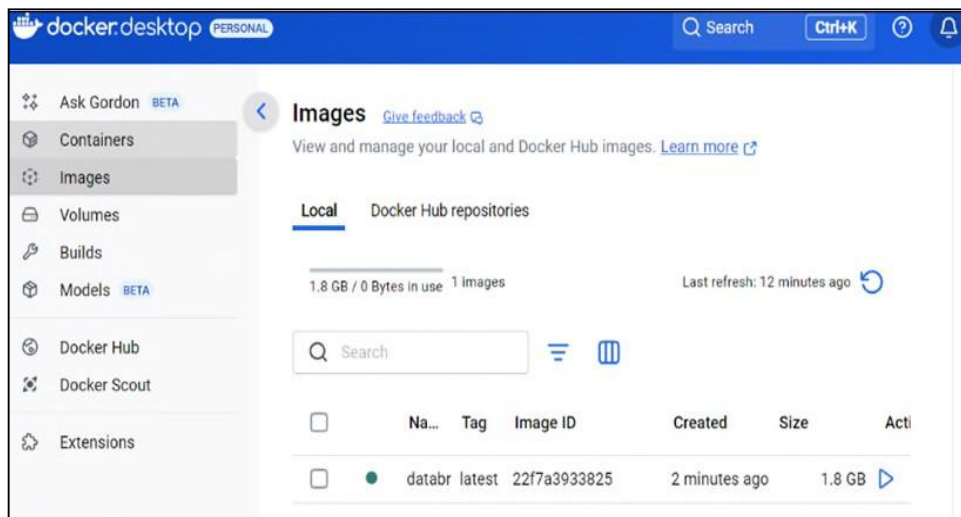 docker.desktop PERSONAL Search Ctrl+K
Ask Gordon BETA
Containers
Images
Volumes
Builds
Models BETA
Docker Hub
Docker Scout
Extensions
Images Give feedback
View and manage your local and Docker Hub images. Learn more
Local Docker Hub repositories
1.8 GB / 0 Bytes in use 1 images Last refresh: 12 minutes ago
Search
Na... Tag Image ID Created Size Acti
databr latest 22f7a3933825 2 minutes ago 1.8 GB